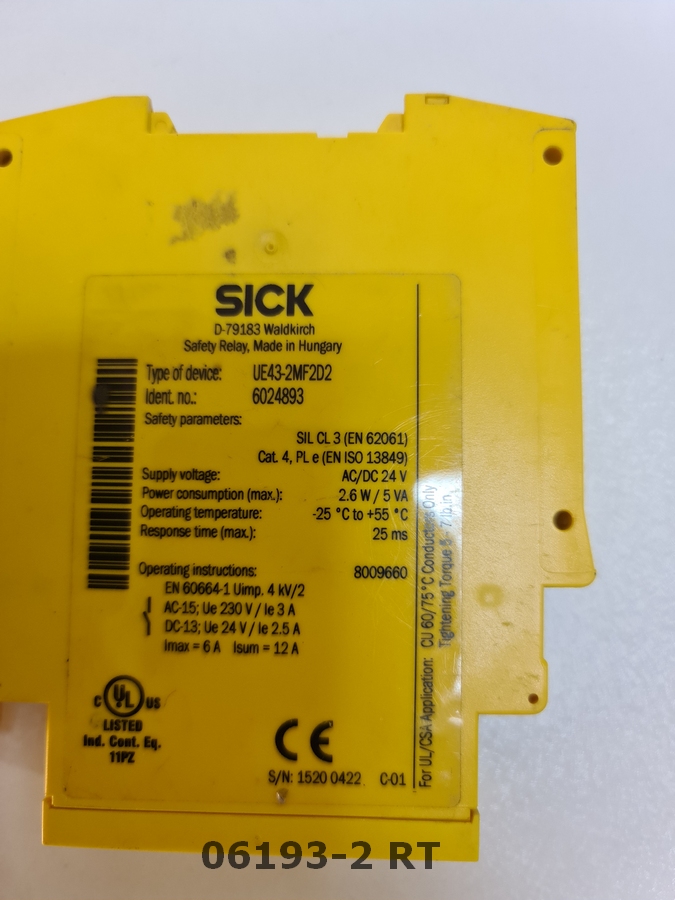 SICK
D-79183 Waldkirch
Safety Relay, Made in Hungary
Type of device: UE43-2MF2D2
Ident. no.: 6024893
Safety parameters:
SIL CL 3 (EN 62061)
Cat. 4, PL e (EN ISO 13849)
Supply voltage: AC/DC 24 V
Power consumption (max.): 2.6 W / 5 VA
Operating temperature: -25 °C to +55 °C
Response time (max.): 25 ms
Operating instructions: 8009660
EN 60664-1 Uimp. 4 kV/2
AC-15; Ue 230 V / Ie 3 A
DC-13; Ue 24 V / Ie 2.5 A
Imax = 6 A Isum = 12 A
C UL US
LISTED
Ind. Cont. Eq.
11PZ
CE
S/N: 1520 0422 C-01
For UL/CSA Application: CU 60/75°C Conductors Only
Tightening Torque 5 - 7 lb.in.
06193-2 RT